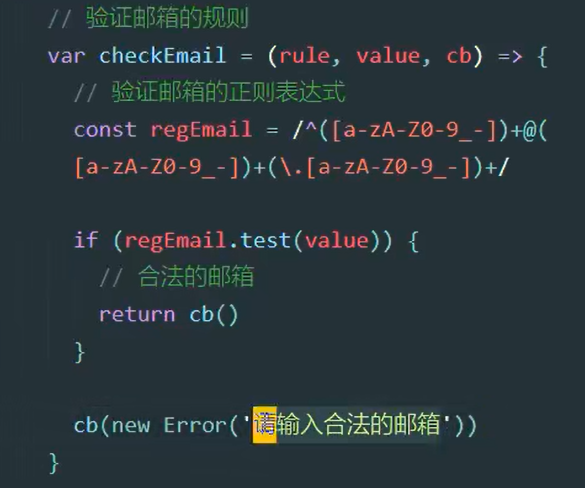 // 验证邮箱的规则
var checkEmail = (rule, value, cb) => {
// 验证邮箱的正则表达式
const regEmail = /^([a-zA-Z0-9_-])+@(
[a-zA-Z0-9_-])+(\.[a-zA-Z0-9_-])+/
if (regEmail.test(value)) {
// 合法的邮箱
return cb()
}
cb(new Error('请输入合法的邮箱'))
}